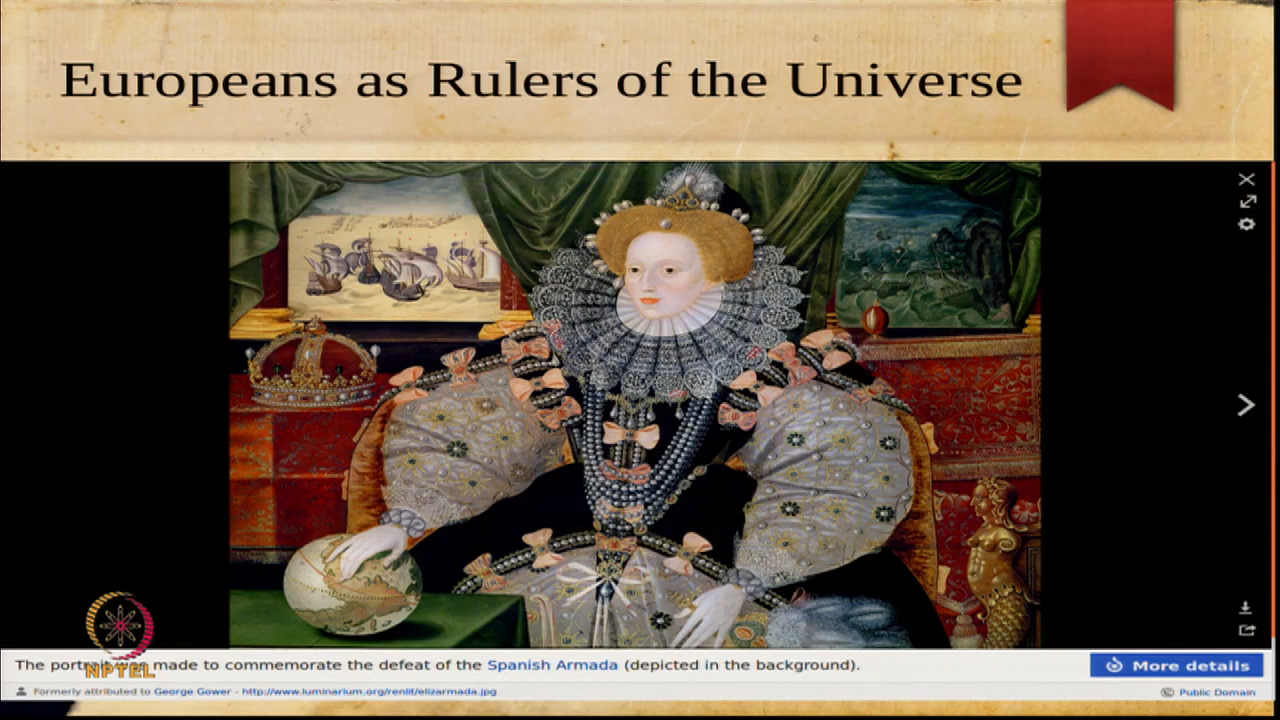 Europeans as Rulers of the Universe
The portrait was made to commemorate the defeat of the Spanish Armada (depicted in the background).
More details
NPTEL
Formerly attributed to George Gower - http://www.luminarium.org/renlit/elizarmada.jpg
Public Domain